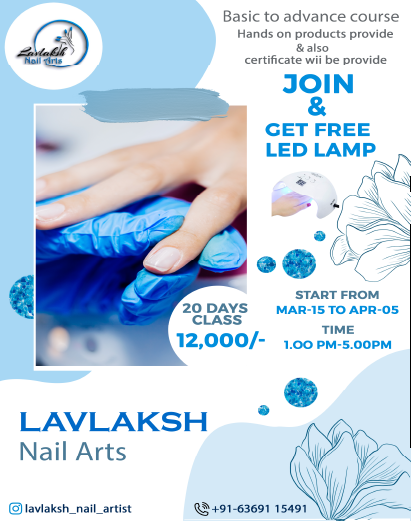 Lavlaksh
Nail Arts
Basic to advance course
Hands on products provide
& also
certificate wii be provide
JOIN
&
GET FREE
LED LAMP
20 DAYS
CLASS
12,000/-
START FROM
MAR-15 TO APR-05
TIME
1.OO PM-5.00PM
LAVLAKSH
Nail Arts
lavlaksh_nail_artist
+91-63691 15491